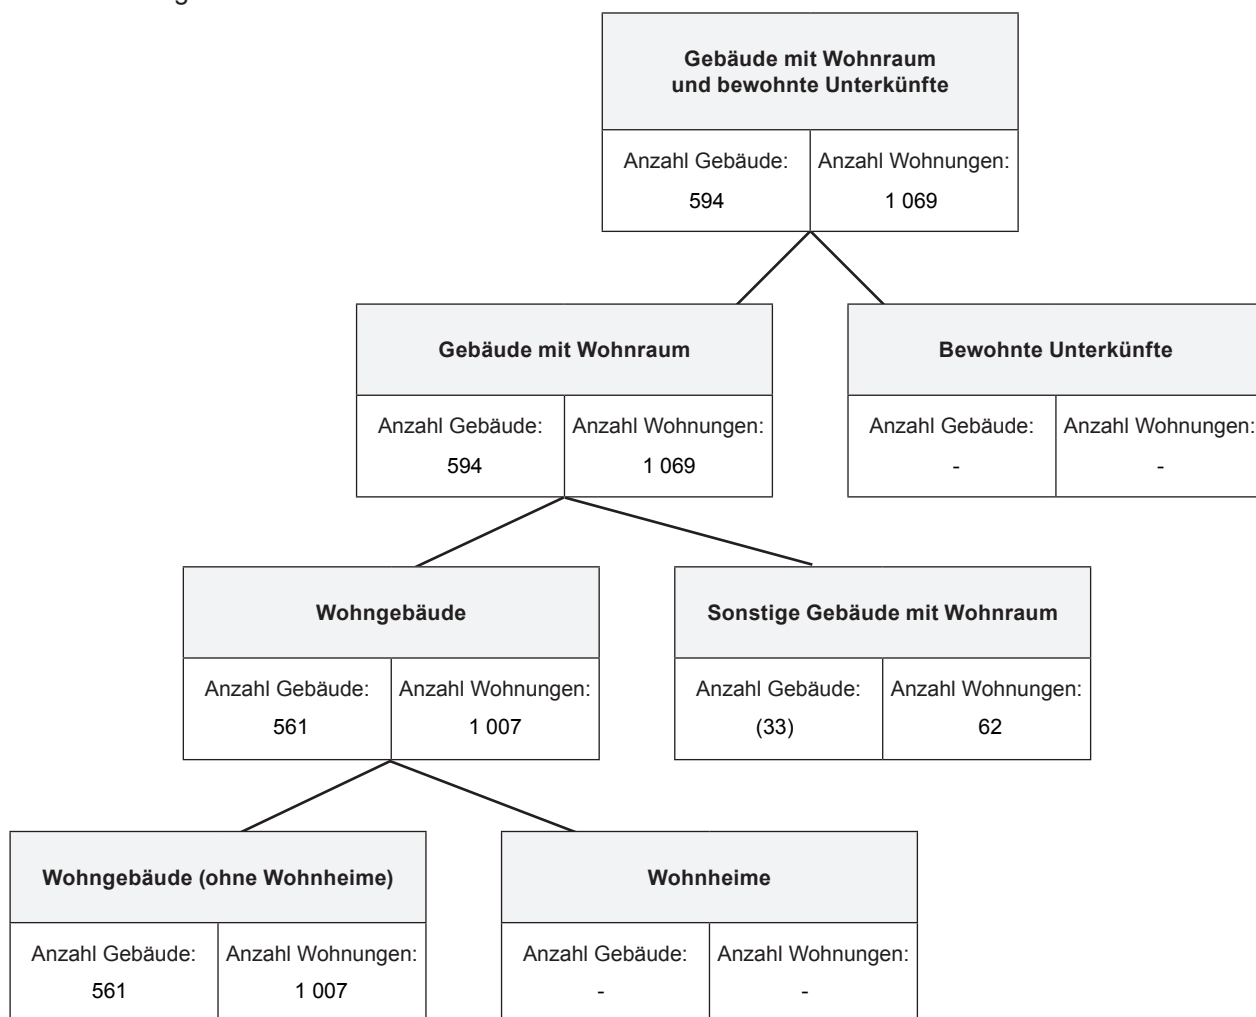 Gebäude mit Wohnraum
und bewohnte Unterkünfte
Anzahl Gebäude: Anzahl Wohnungen:
594 1 069
Gebäude mit Wohnraum
Anzahl Gebäude: Anzahl Wohnungen:
594 1 069
Bewohnte Unterkünfte
Anzahl Gebäude: Anzahl Wohnungen:
- -
Wohngebäude
Anzahl Gebäude: Anzahl Wohnungen:
561 1 007
Sonstige Gebäude mit Wohnraum
Anzahl Gebäude: Anzahl Wohnungen:
(33) 62
Wohngebäude (ohne Wohnheime)
Anzahl Gebäude: Anzahl Wohnungen:
561 1 007
Wohnheime
Anzahl Gebäude: Anzahl Wohnungen:
- -